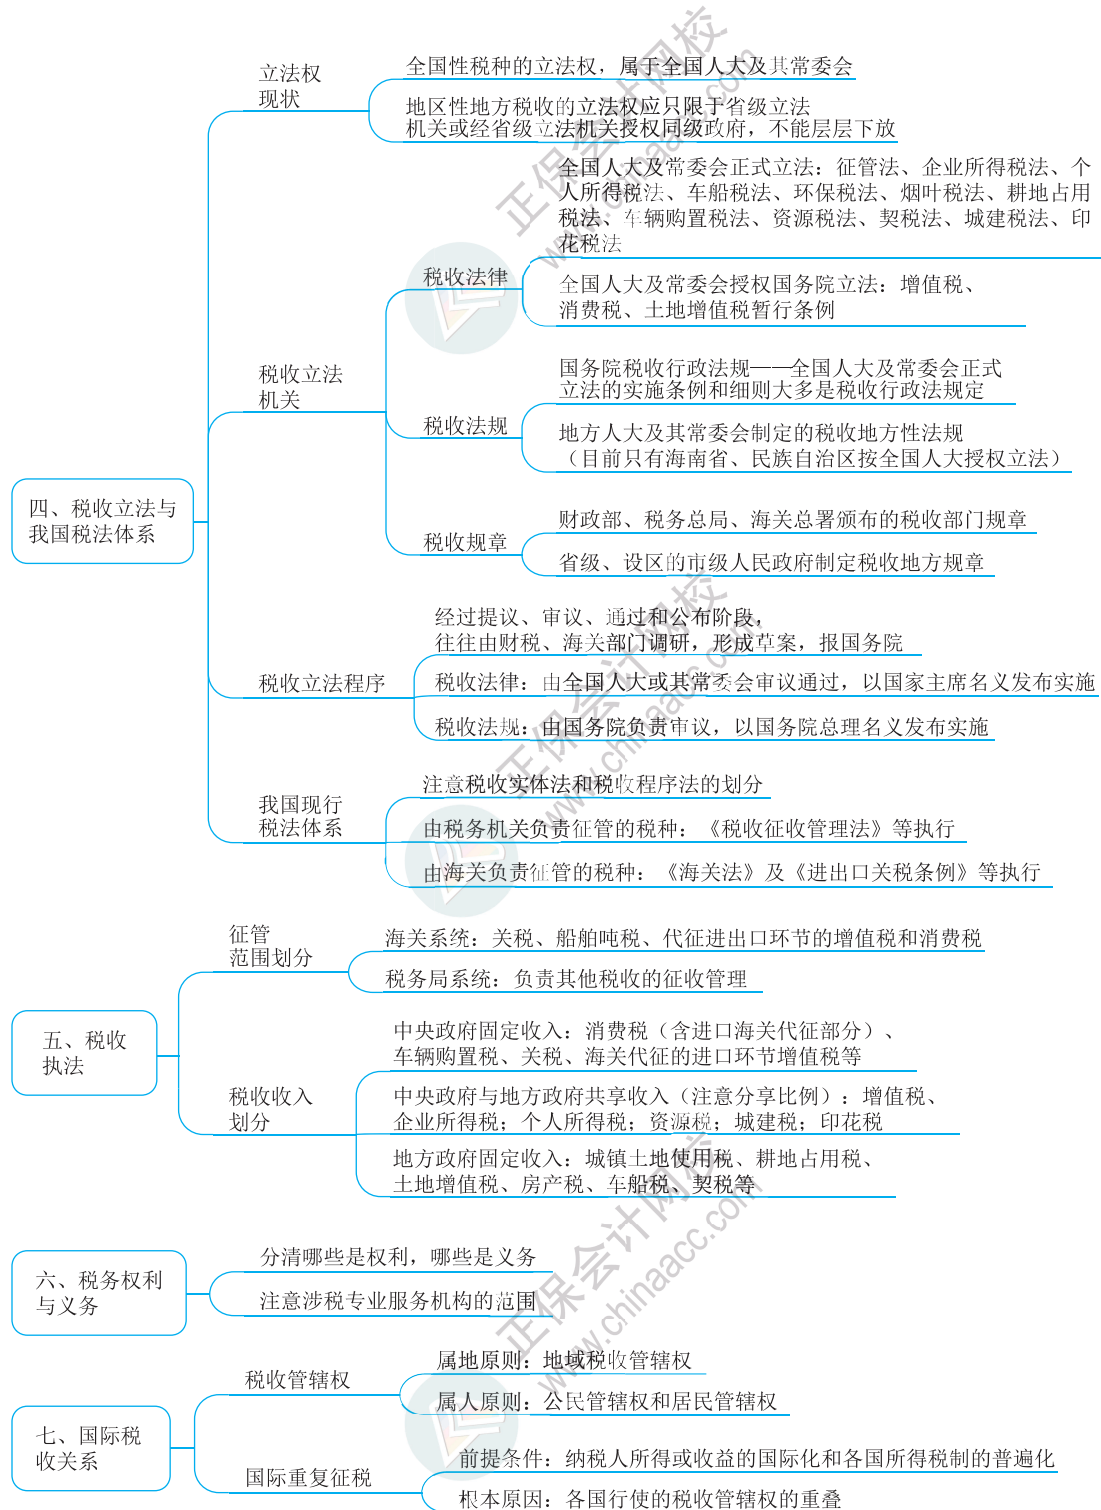 立法权
现状
全国性税种的立法权，属于全国人大及其常委会
地区性地方税收的立法权应只限于省级立法
机关或经省级立法机关授权同级政府，不能层层下放
四、税收立法与
我国税法体系
税收立法
机关
税收法律
全国人大及常委会正式立法：征管法、企业所得税法、个
人所得税法、车船税法、环保税法、烟叶税法、耕地占用
税法、车辆购置税法、资源税法、契税法、城建税法、印
花税法
全国人大及常委会授权国务院立法：增值税、
消费税、土地增值税暂行条例
税收法规
国务院税收行政法规——全国人大及常委会正式
立法的实施条例和细则大多是税收行政法规定
地方人大及其常委会制定的税收地方性法规
（目前只有海南省、民族自治区按全国人大授权立法）
税收规章
财政部、税务总局、海关总署颁布的税收部门规章
省级、设区的市级人民政府制定税收地方规章
税收立法程序
经过提议、审议、通过和公布阶段，
往往由财税、海关部门调研，形成草案，报国务院
税收法律：由全国人大或其常委会审议通过，以国家主席名义发布实施
税收法规：由国务院负责审议，以国务院总理名义发布实施
我国现行
税法体系
注意税收实体法和税收程序法的划分
由税务机关负责征管的税种：《税收征收管理法》等执行
由海关负责征管的税种：《海关法》及《进出口关税条例》等执行
五、税收
执法
征管
范围划分
海关系统：关税、船舶吨税、代征进出口环节的增值税和消费税
税务局系统：负责其他税收的征收管理
税收收入
划分
中央政府固定收入：消费税（含进口海关代征部分）、
车辆购置税、关税、海关代征的进口环节增值税等
中央政府与地方政府共享收入（注意分享比例）：增值税、
企业所得税；个人所得税；资源税；城建税；印花税
地方政府固定收入：城镇土地使用税、耕地占用税、
土地增值税、房产税、车船税、契税等
六、税务权利
与义务
分清哪些是权利，哪些是义务
注意涉税专业服务机构的范围
七、国际税
收关系
税收管辖权
属地原则：地域税收管辖权
属人原则：公民管辖权和居民管辖权
国际重复征税
前提条件：纳税人所得或收益的国际化和各国所得税制的普遍化
根本原因：各国行使的税收管辖权的重叠
正保会计网校
www.chinaacc.com
正保会计网校
www.chinaacc.com
正保会计网校
www.chinaacc.com